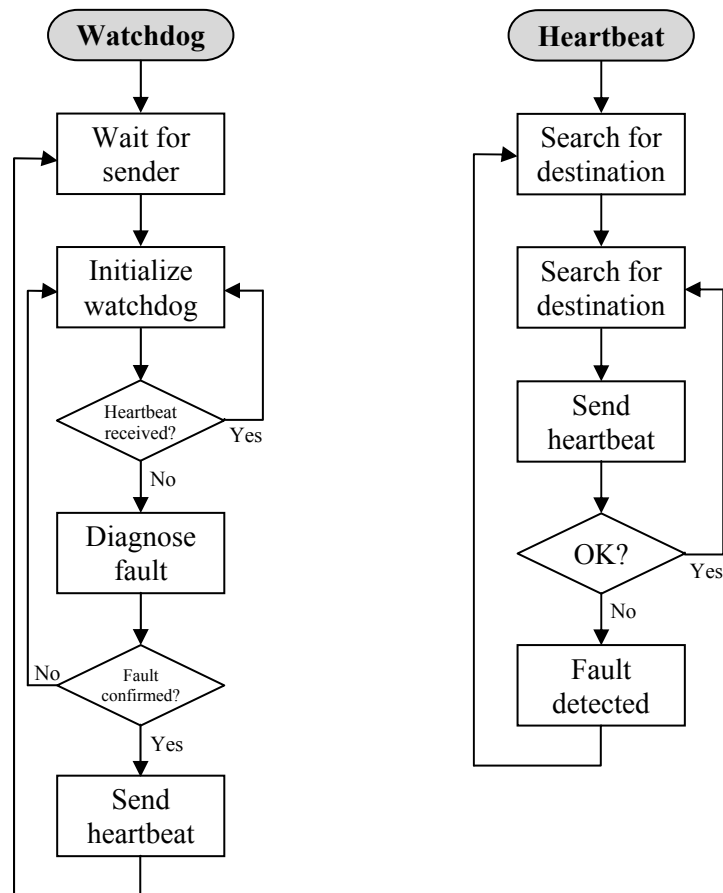 Watchdog
Wait for
sender
Initialize
watchdog
Heartbeat
received?
Yes
No
Diagnose
fault
No
Fault
confirmed?
Yes
Send
heartbeat
Heartbeat
Search for
destination
Search for
destination
Send
heartbeat
OK?
Yes
No
Fault
detected